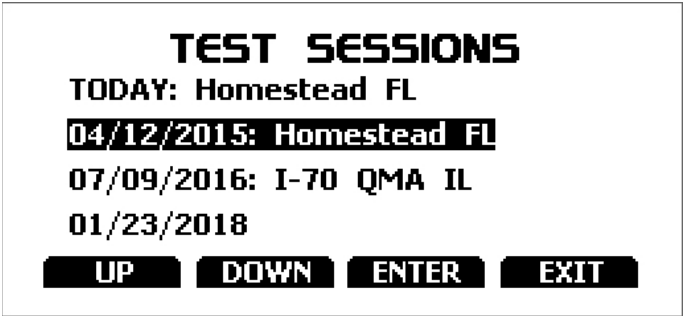 TEST SESSIONS
TODAY: Homestead FL
04/12/2015: Homestead FL
07/09/2016: I-70 QMA IL
01/23/2018
UP DOWN ENTER EXIT